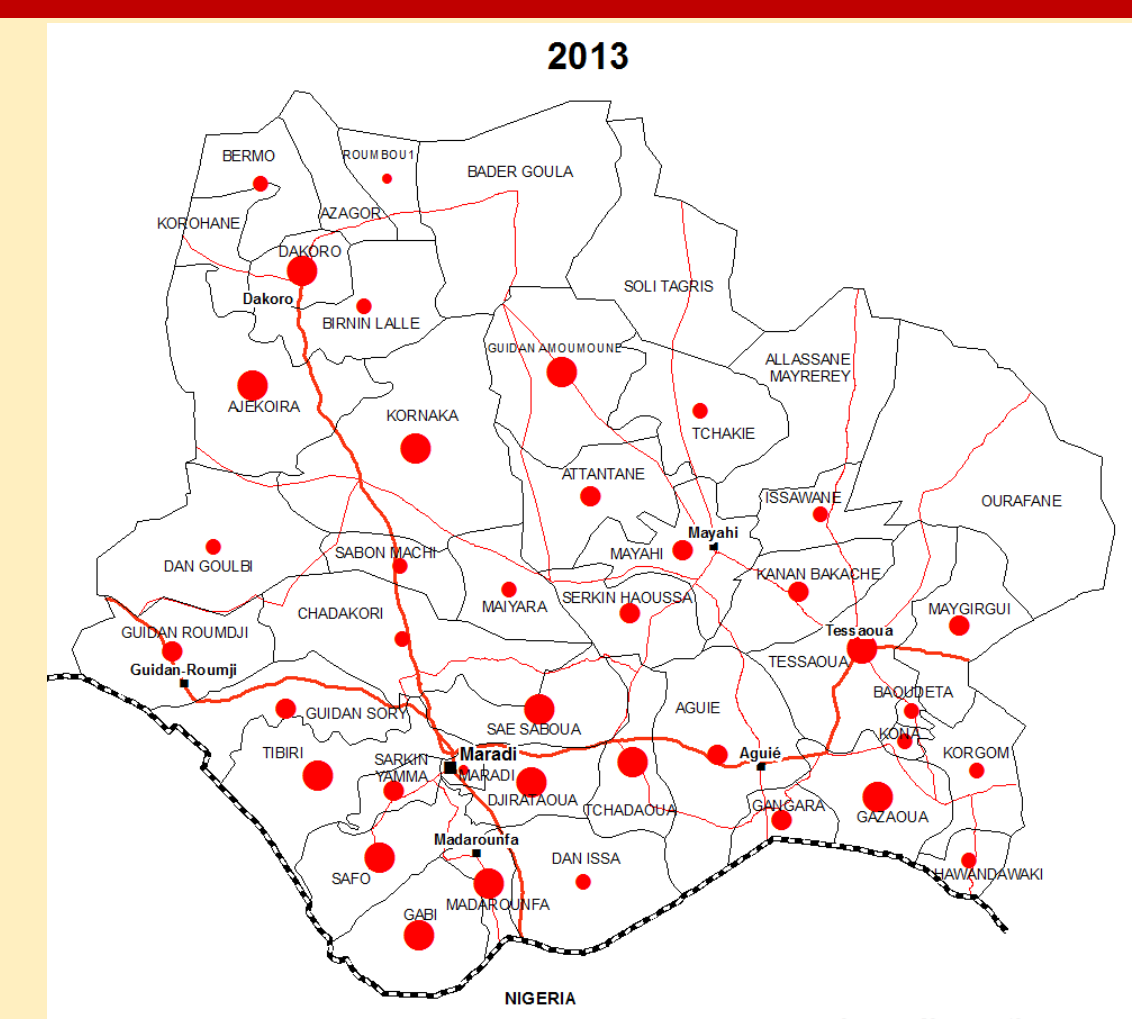 2013
BERMO
ROUMBOU1
BADER GOULA
KOROHANE
AZAGOR
DAKORO
Dakoro
SOLI TAGRIS
BIRNIN LALLE
GUIDAN AMOUMOUNE
ALLASSANE
MAYREREY
AJEKOIRA
KORNAKA
TCHAKIE
ATTANTANE
ISSAWANE
OURAFANE
Mayahi
SABON MACHI
MAYAHI
DAN GOULBI
KANAN BAKACHE
MAIYARA
SERKIN HAOUSSA
CHADAKORI
MAYGIRGUI
GUIDAN ROUMDJI
Tessaoua
TESSAOUA
Guidan-Roumji
BAOUDETA
GUIDAN SORY
AGUIE
SAE SABOUA
KONA
TIBIRI
Maradi
Aguié
KORGOM
SARKIN
YAMMA
MARADI
DJIRATAOUA
TCHADAOUA
GANGARA
GAZAOUA
Madarounfa
DAN ISSA
SAFO
HAWANDAWAKI
MADAROUNFA
GABI
NIGERIA